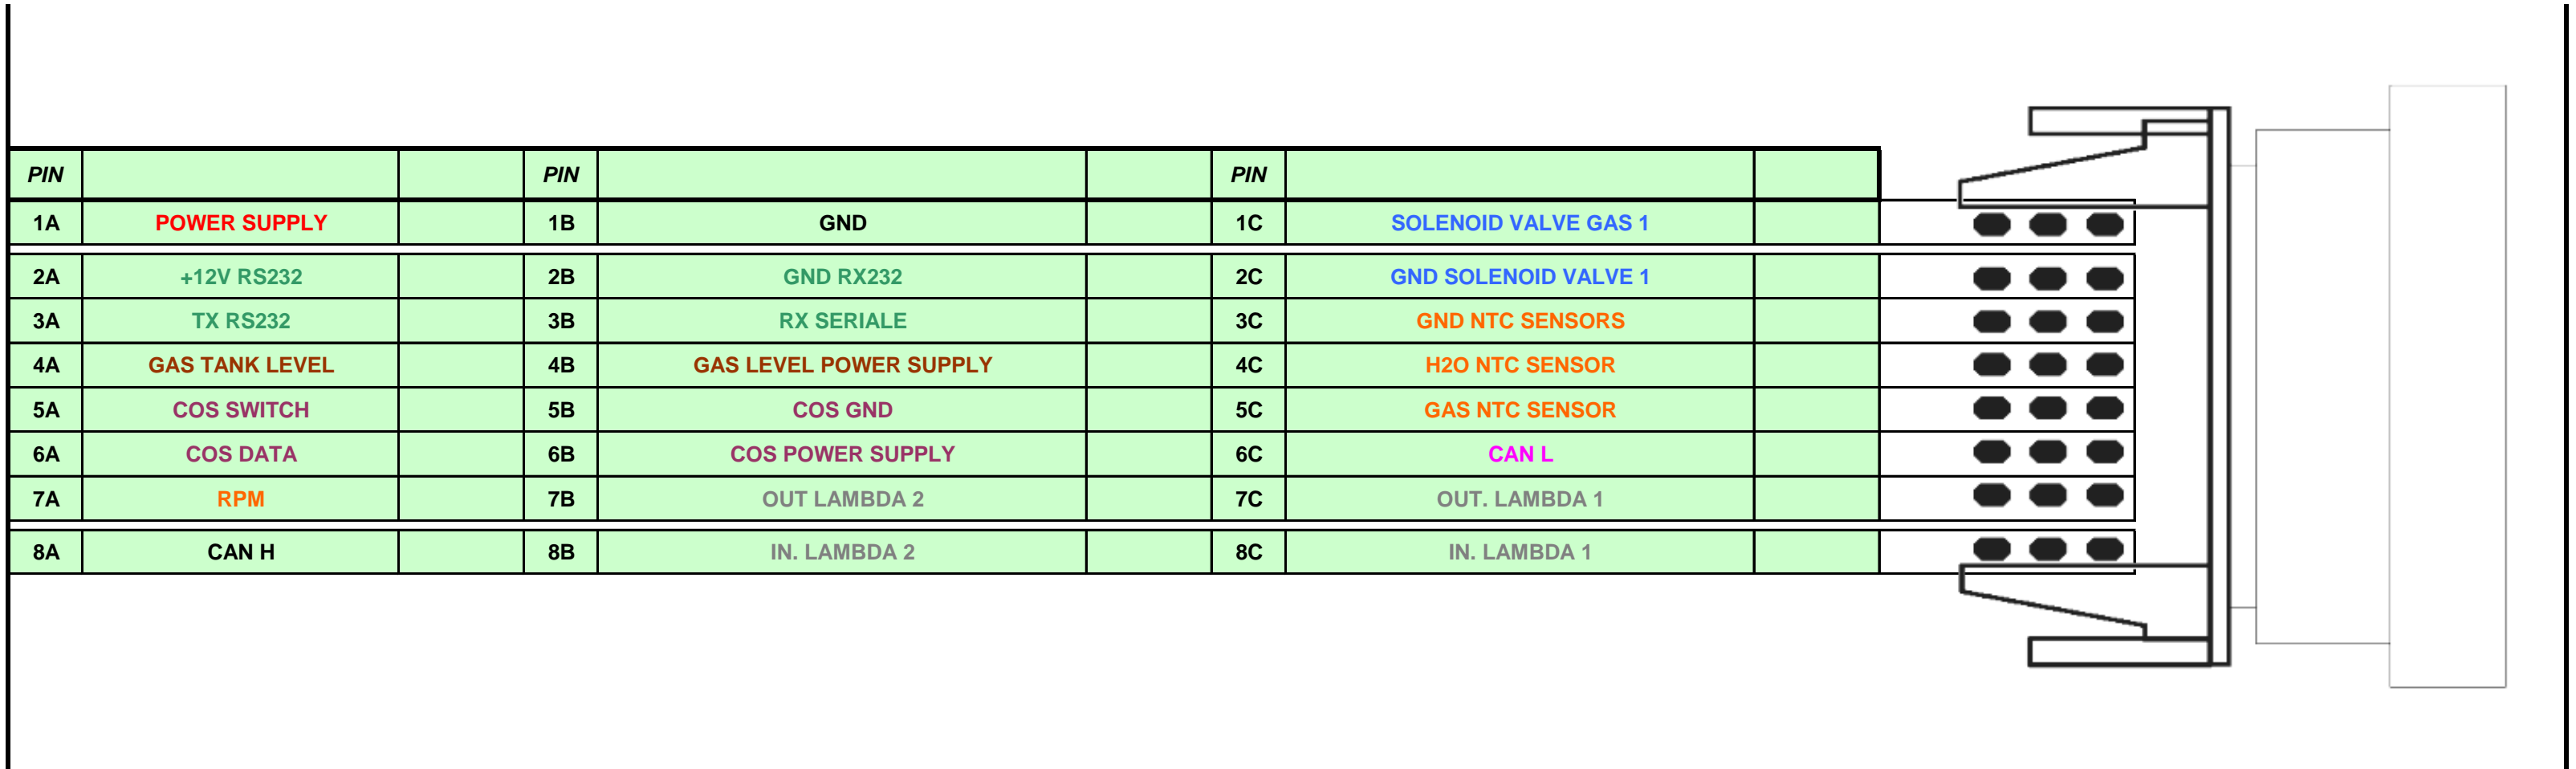 PIN PIN PIN
1A POWER SUPPLY 1B GND 1C SOLENOID VALVE GAS 1
2A +12V RS232 2B GND RX232 2C GND SOLENOID VALVE 1
3A TX RS232 3B RX SERIALE 3C GND NTC SENSORS
4A GAS TANK LEVEL 4B GAS LEVEL POWER SUPPLY 4C H2O NTC SENSOR
5A COS SWITCH 5B COS GND 5C GAS NTC SENSOR
6A COS DATA 6B COS POWER SUPPLY 6C CAN L
7A RPM 7B OUT LAMBDA 2 7C OUT. LAMBDA 1
8A CAN H 8B IN. LAMBDA 2 8C IN. LAMBDA 1